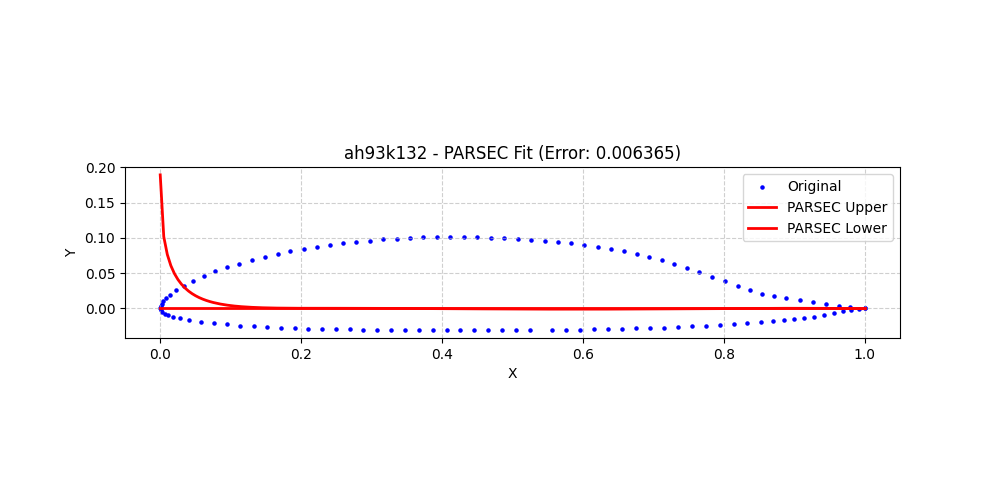 ah93k132 - PARSEC Fit (Error: 0.006365)
0.20
0.15
0.10
0.05
0.00
Y
Original
PARSEC Upper
PARSEC Lower
0.0 0.2 0.4 0.6 0.8 1.0
X